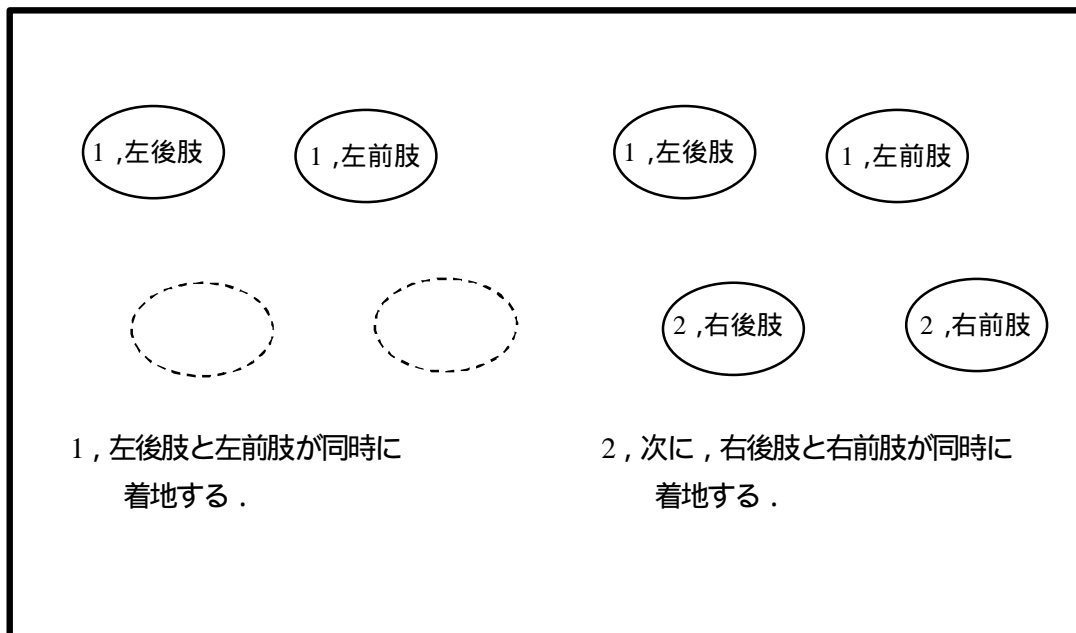 1 ,左後肢
1 ,左前肢
1 ,左後肢
1 ,左前肢
2 ,右後肢
2 ,右前肢
1 , 左後肢と左前肢が同時に
着地する .
2 , 次に , 右後肢と右前肢が同時に
着地する .